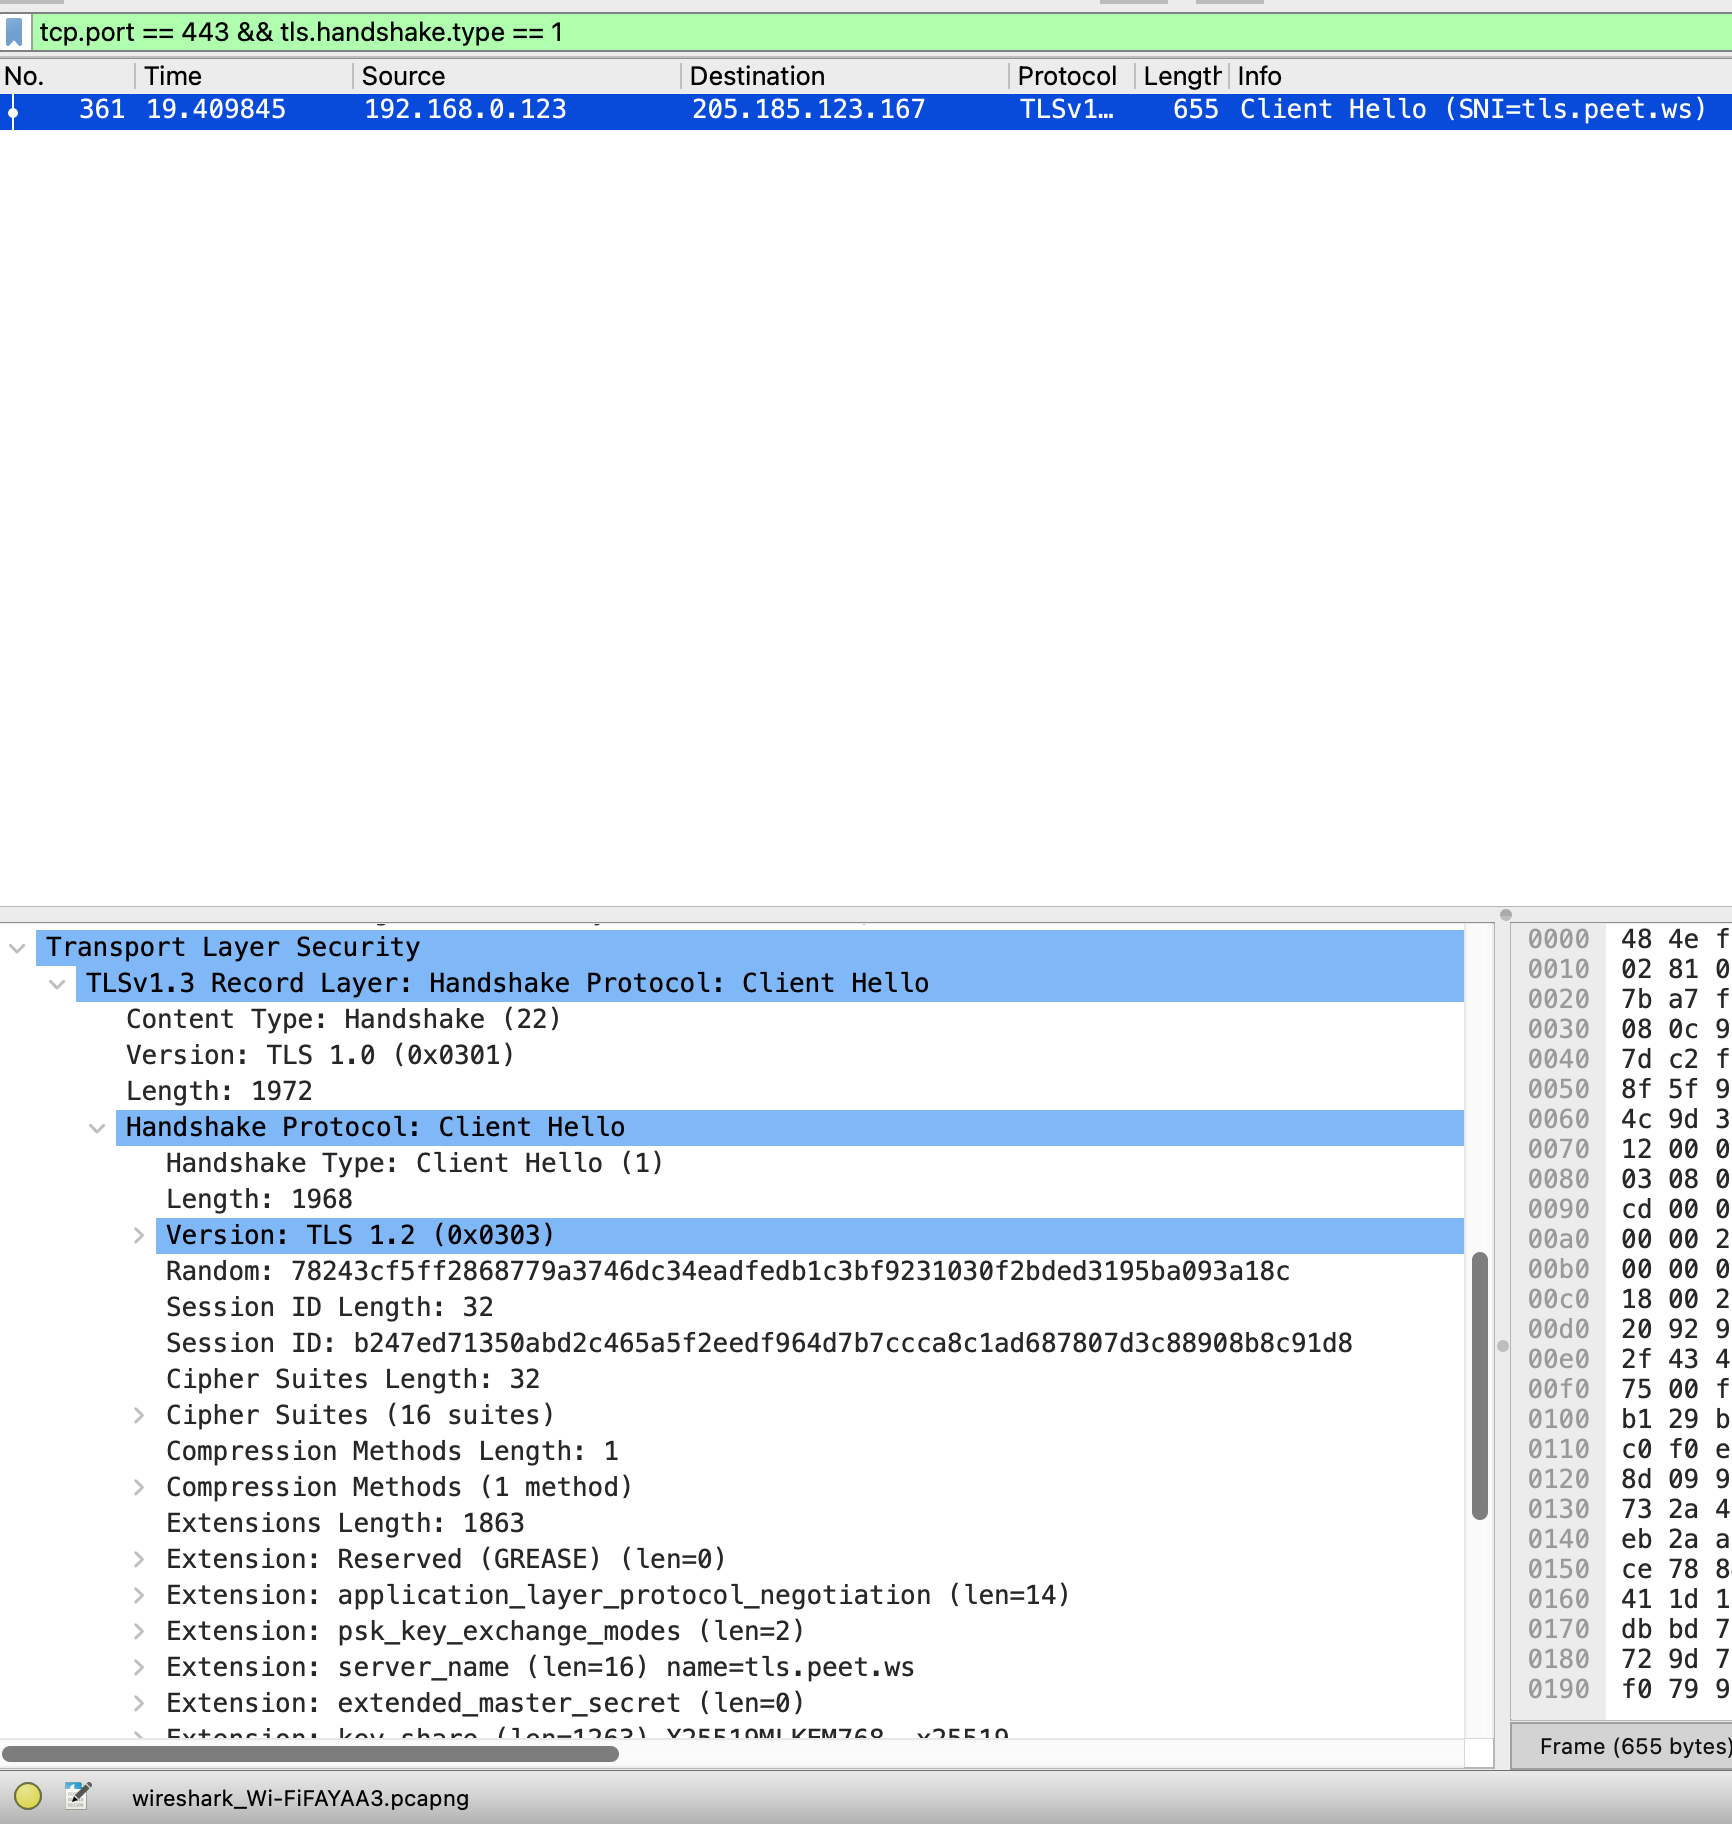 tcp.port == 443 && tls.handshake.type == 1
No. Time Source Destination Protocol Length Info
361 19.409845 192.168.0.123 205.185.123.167 TLSv1… 655 Client Hello (SNI=tls.peet.ws)
Transport Layer Security
TLSv1.3 Record Layer: Handshake Protocol: Client Hello
Content Type: Handshake (22)
Version: TLS 1.0 (0x0301)
Length: 1972
Handshake Protocol: Client Hello
Handshake Type: Client Hello (1)
Length: 1968
Version: TLS 1.2 (0x0303)
Random: 78243cf5ff2868779a3746dc34eadfedb1c3bf9231030f2bded3195ba093a18c
Session ID Length: 32
Session ID: b247ed71350abd2c465a5f2eedf964d7b7ccca8c1ad687807d3c88908b8c91d8
Cipher Suites Length: 32
Cipher Suites (16 suites)
Compression Methods Length: 1
Compression Methods (1 method)
Extensions Length: 1863
Extension: Reserved (GREASE) (len=0)
Extension: application_layer_protocol_negotiation (len=14)
Extension: psk_key_exchange_modes (len=2)
Extension: server_name (len=16) name=tls.peet.ws
Extension: extended_master_secret (len=0)
Extension: key_share (len=1263) X25519MLKEM768, x25519
0000 48 4e f
0010 02 81 0
0020 7b a7 f
0030 08 0c 9
0040 7d c2 f
0050 8f 5f 9
0060 4c 9d 3
0070 12 00 0
0080 03 08 0
0090 cd 00 0
00a0 00 00 2
00b0 00 00 0
00c0 18 00 2
00d0 20 92 9
00e0 2f 43 4
00f0 75 00 f
0100 b1 29 b
0110 c0 f0 e
0120 8d 09 9
0130 73 2a 4
0140 eb 2a a
0150 ce 78 8
0160 41 1d 1
0170 db bd 7
0180 72 9d 7
0190 f0 79 9
Frame (655 bytes)
wireshark_Wi-FiFAYAA3.pcapng